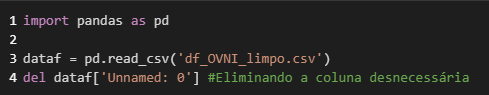 1 import pandas as pd
2
3 dataf = pd.read_csv('df_OVNI_limpo.csv')
4 del dataf['Unnamed: 0'] #Eliminando a coluna desnecessária